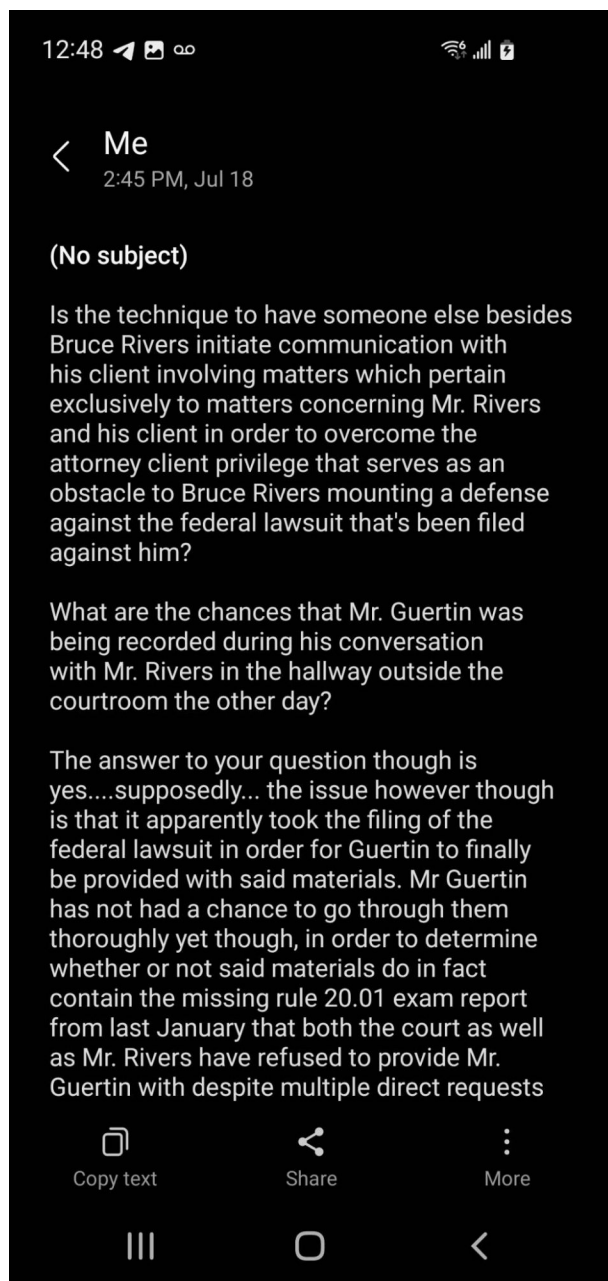 12:48
Me
2:45 PM, Jul 18
(No subject)
Is the technique to have someone else besides
Bruce Rivers initiate communication with
his client involving matters which pertain
exclusively to matters concerning Mr. Rivers
and his client in order to overcome the
attorney client privilege that serves as an
obstacle to Bruce Rivers mounting a defense
against the federal lawsuit that's been filed
against him?
What are the chances that Mr. Guertin was
being recorded during his conversation
with Mr. Rivers in the hallway outside the
courtroom the other day?
The answer to your question though is
yes....supposedly... the issue however though
is that it apparently took the filing of the
federal lawsuit in order for Guertin to finally
be provided with said materials. Mr Guertin
has not had a chance to go through them
thoroughly yet though, in order to determine
whether or not said materials do in fact
contain the missing rule 20.01 exam report
from last January that both the court as well
as Mr. Rivers have refused to provide Mr.
Guertin with despite multiple direct requests
Copy text Share More